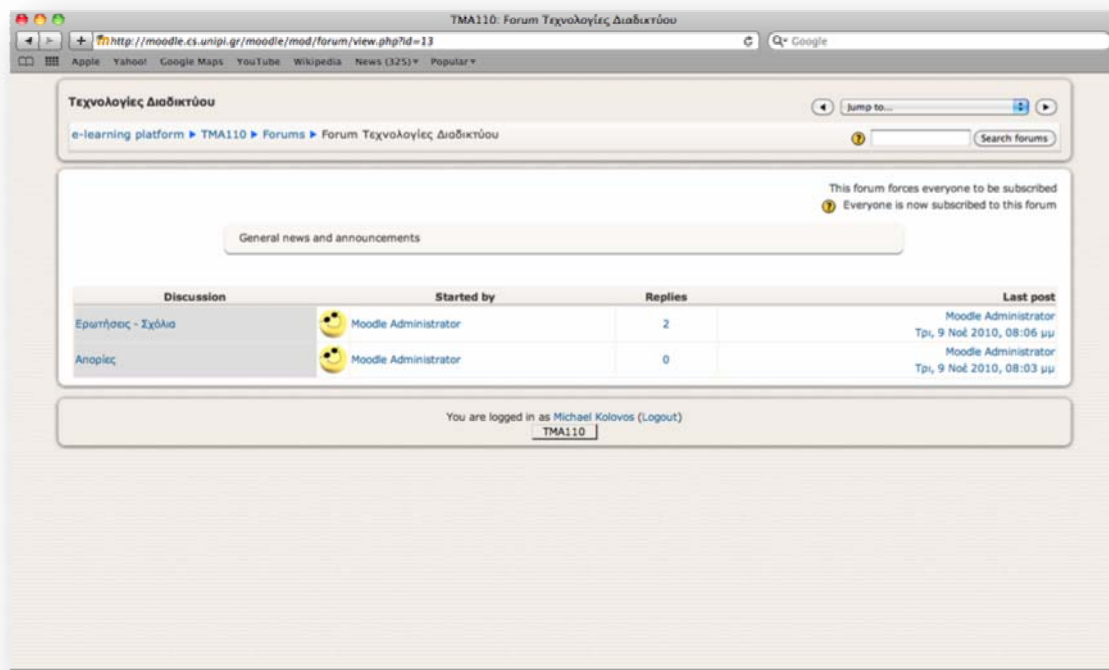 TMA110: Forum Τεχνολογίες Διαδικτύου
http://moodle.cs.unipi.gr/moodle/mod/forum/view.php?id=13
Google
Apple Yahoo! Google Maps YouTube Wikipedia News (325) Popular
Τεχνολογίες Διαδικτύου
Jump to...
e-learning platform ► TMA110 ► Forums ► Forum Τεχνολογίες Διαδικτύου
Search forums
This forum forces everyone to be subscribed
Everyone is now subscribed to this forum
General news and announcements
Discussion Started by Replies Last post
Ερωτήσεις - Σχόλια Moodle Administrator 2 Moodle Administrator
Τρι, 9 Νοέ 2010, 08:06 μμ
Απορίες Moodle Administrator 0 Moodle Administrator
Τρι, 9 Νοέ 2010, 08:03 μμ
You are logged in as Michael Kolovos (Logout)
TMA110